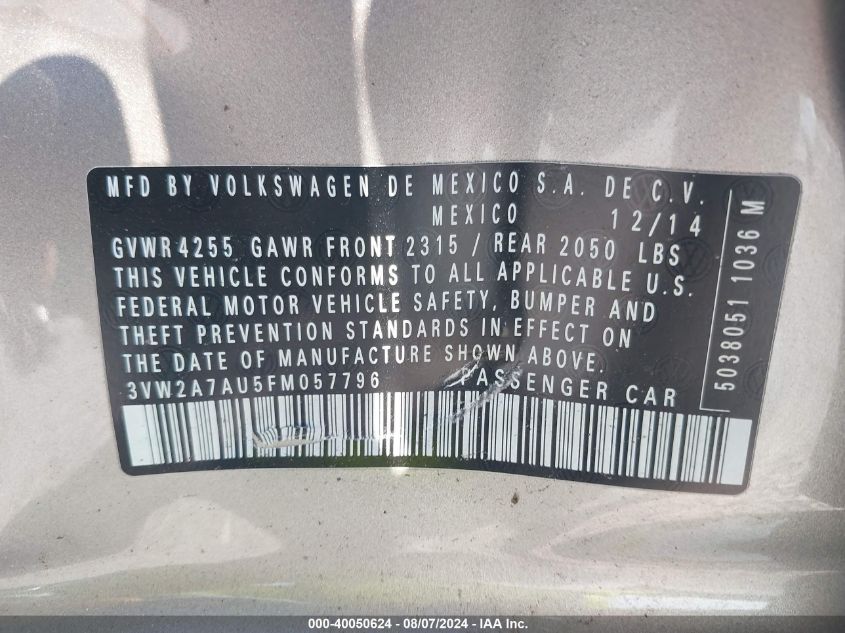 MFD BY VOLKSWAGEN DE MEXICO S.A. DE C.V.
MEXICO 12/14
GVWR 4255 GAWR FRONT 2315 / REAR 2050 LBS
THIS VEHICLE CONFORMS TO ALL APPLICABLE U.S.
FEDERAL MOTOR VEHICLE SAFETY, BUMPER AND
THEFT PREVENTION STANDARDS IN EFFECT ON
THE DATE OF MANUFACTURE SHOWN ABOVE.
3VW2A7AU5FM057796 PASSENGER CAR
5038051 1036 M
000-40050624 - 08/07/2024 - IAA Inc.